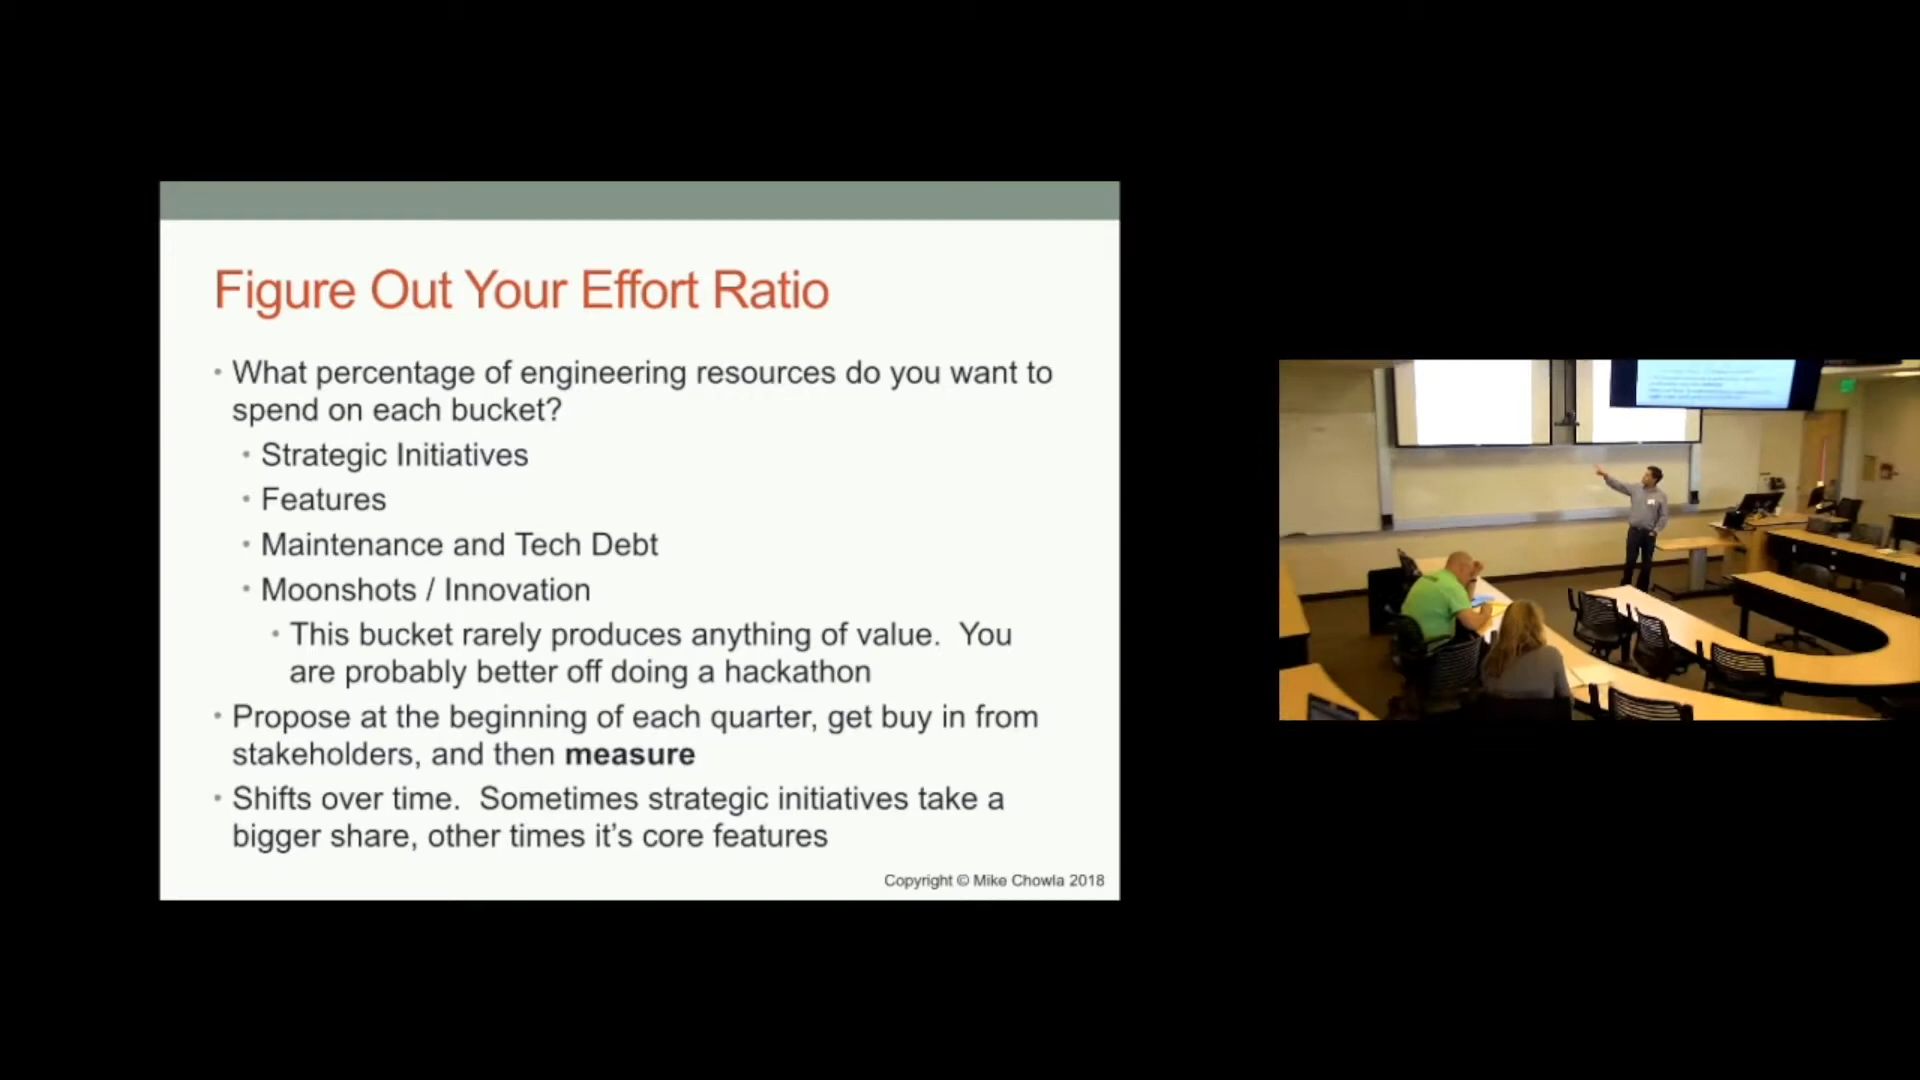 Figure Out Your Effort Ratio
• What percentage of engineering resources do you want to
spend on each bucket?
• Strategic Initiatives
• Features
• Maintenance and Tech Debt
• Moonshots / Innovation
• This bucket rarely produces anything of value.  You
are probably better off doing a hackathon
• Propose at the beginning of each quarter, get buy in from
stakeholders, and then measure
• Shifts over time.  Sometimes strategic initiatives take a
bigger share, other times it’s core features
Copyright © Mike Chowla 2018